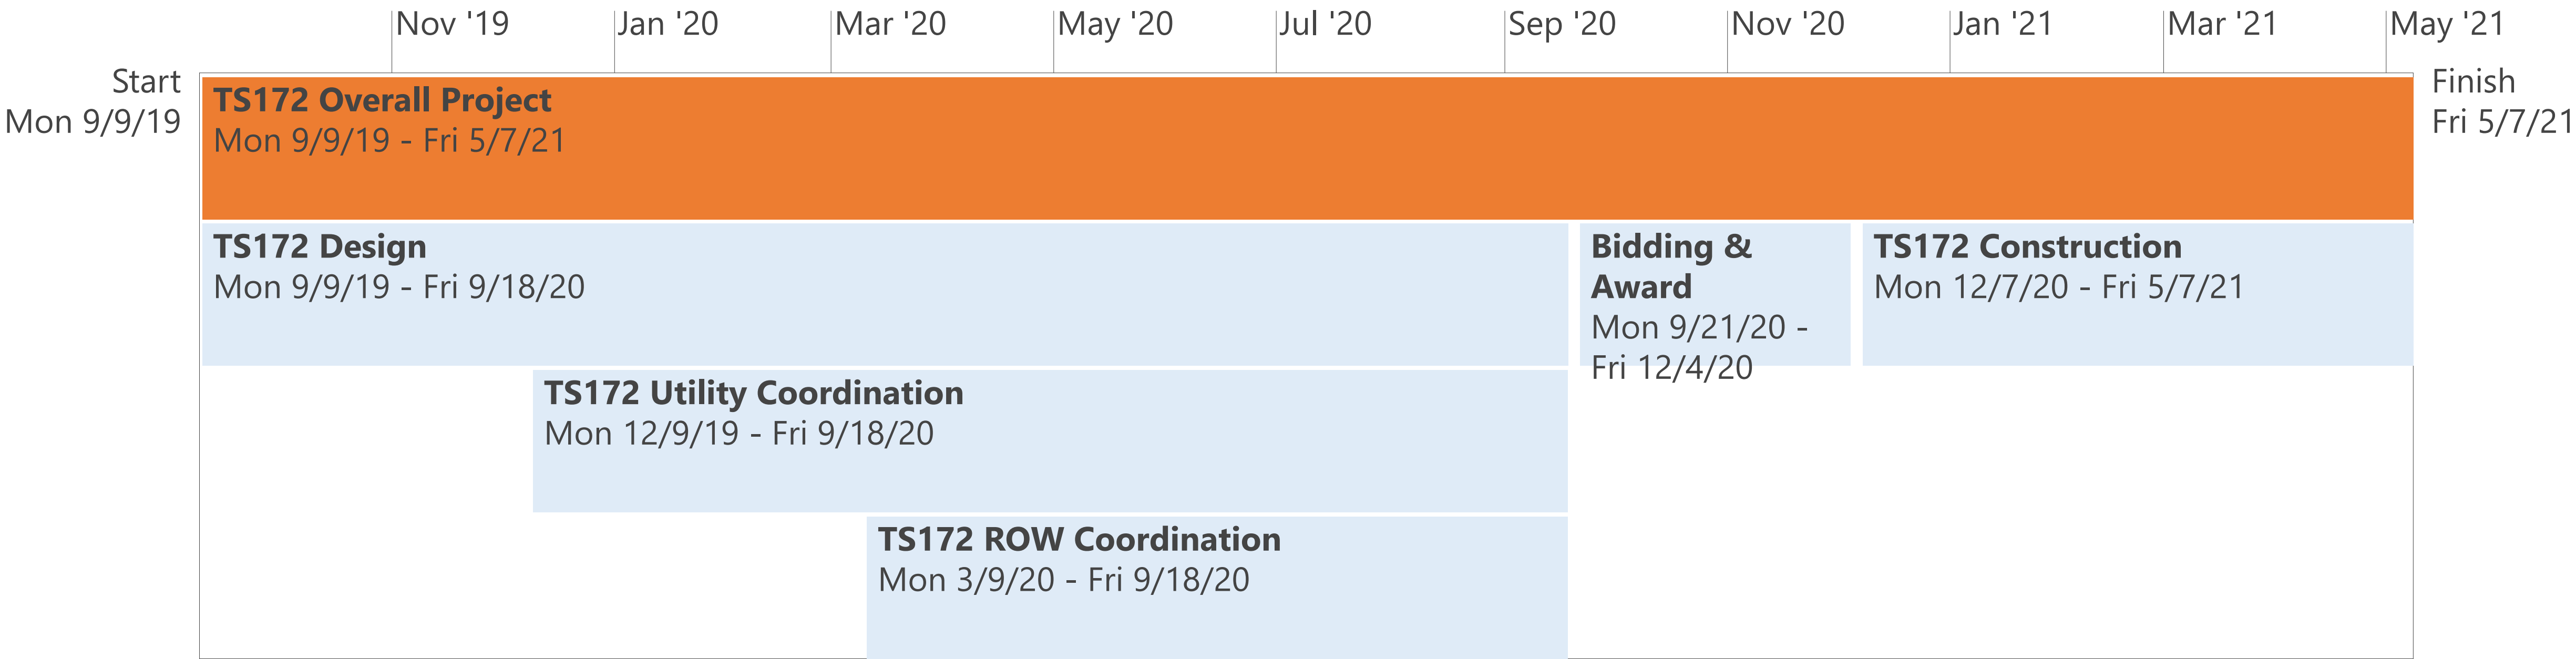 Nov '19
Jan '20
Mar '20
May '20
Jul '20
Sep '20
Nov '20
Jan '21
Mar '21
May '21
Start
Mon 9/9/19
TS172 Overall Project
Mon 9/9/19 - Fri 5/7/21
Finish
Fri 5/7/21
TS172 Design
Mon 9/9/19 - Fri 9/18/20
Bidding &
Award
Mon 9/21/20 -
Fri 12/4/20
TS172 Construction
Mon 12/7/20 - Fri 5/7/21
TS172 Utility Coordination
Mon 12/9/19 - Fri 9/18/20
TS172 ROW Coordination
Mon 3/9/20 - Fri 9/18/20